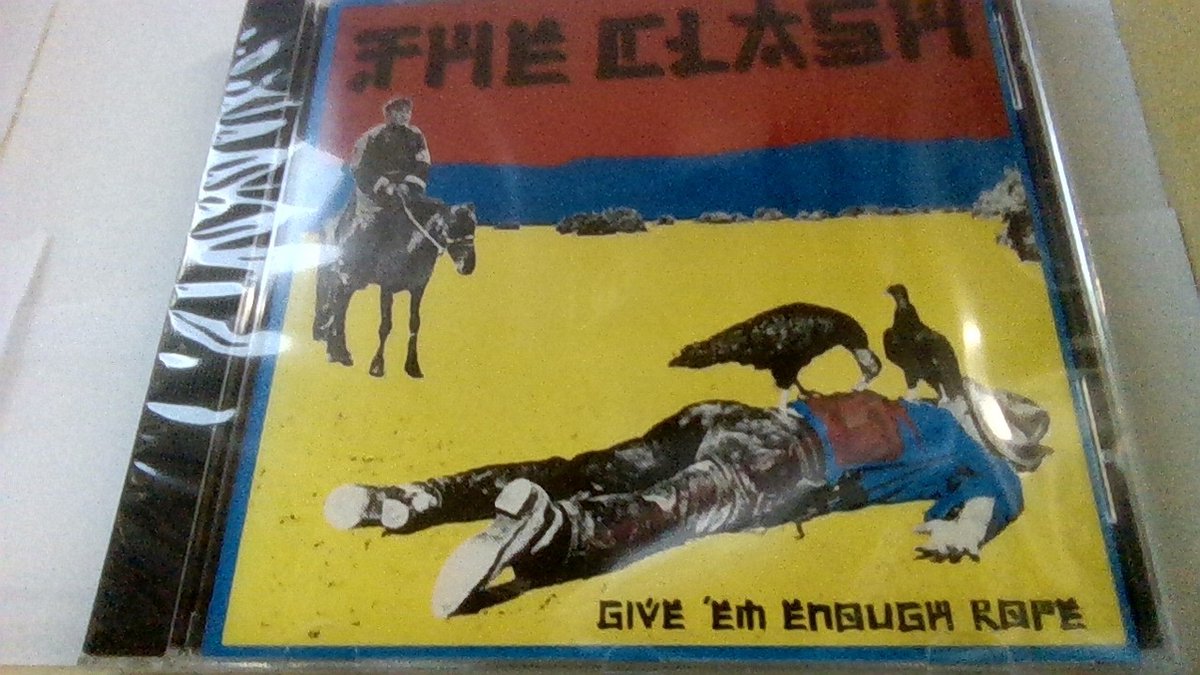 THE CLASH
GIVE 'EM ENOUGH ROPE